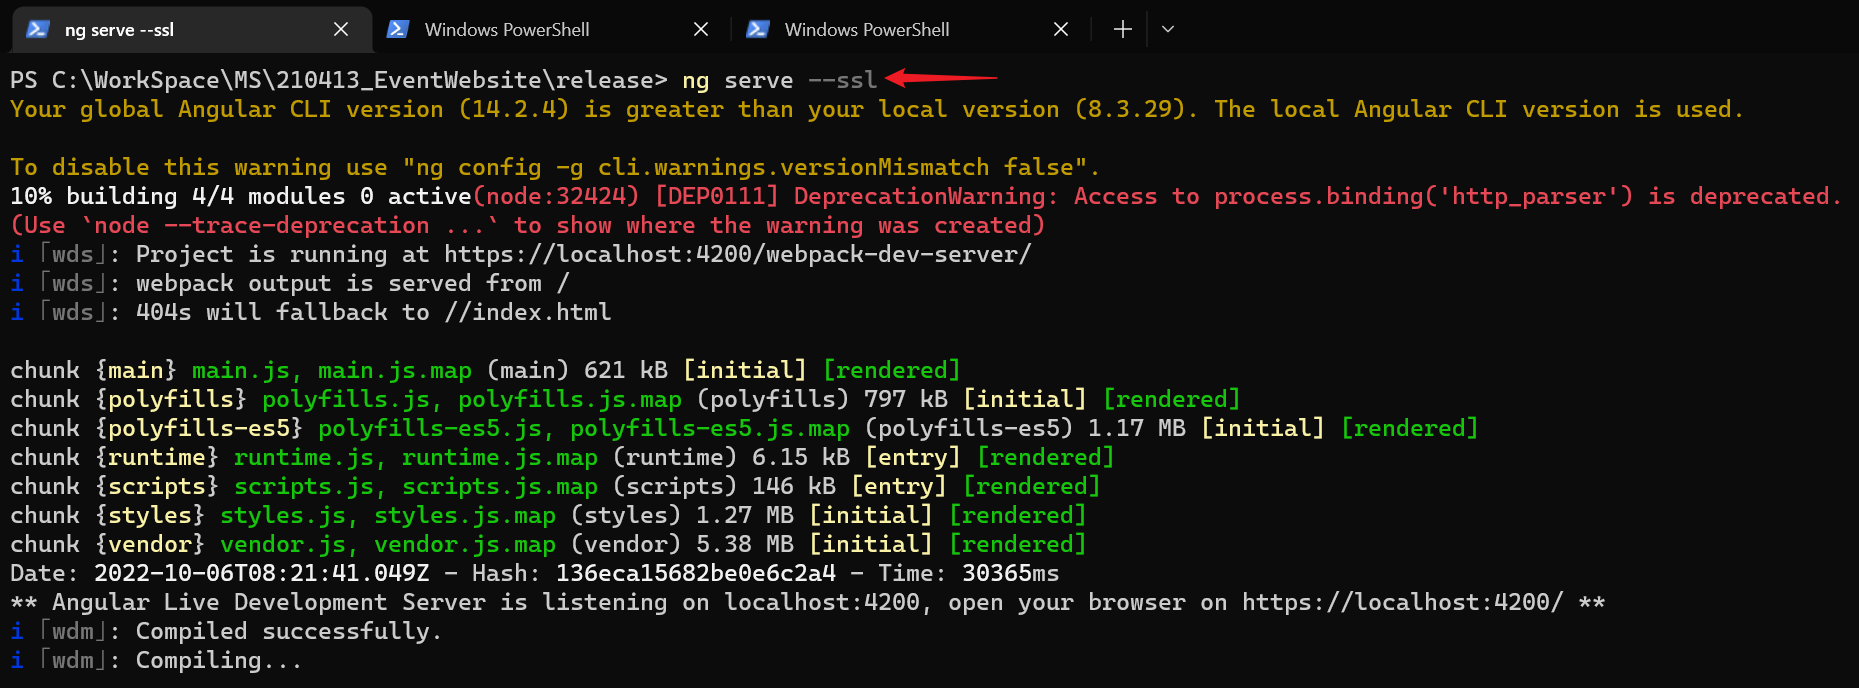 ng serve --ssl
Windows PowerShell
Windows PowerShell
PS C:\WorkSpace\MS\210413_EventWebsite\release> ng serve --ssl
Your global Angular CLI version (14.2.4) is greater than your local version (8.3.29). The local Angular CLI version is used.
To disable this warning use "ng config -g cli.warnings.versionMismatch false".
10% building 4/4 modules 0 active(node:32424) [DEP0111] DeprecationWarning: Access to process.binding('http_parser') is deprecated.
(Use `node --trace-deprecation ...` to show where the warning was created)
i 「wds」: Project is running at https://localhost:4200/webpack-dev-server/
i 「wds」: webpack output is served from /
i 「wds」: 404s will fallback to //index.html
chunk {main} main.js, main.js.map (main) 621 kB [initial] [rendered]
chunk {polyfills} polyfills.js, polyfills.js.map (polyfills) 797 kB [initial] [rendered]
chunk {polyfills-es5} polyfills-es5.js, polyfills-es5.js.map (polyfills-es5) 1.17 MB [initial] [rendered]
chunk {runtime} runtime.js, runtime.js.map (runtime) 6.15 kB [entry] [rendered]
chunk {scripts} scripts.js, scripts.js.map (scripts) 146 kB [entry] [rendered]
chunk {styles} styles.js, styles.js.map (styles) 1.27 MB [initial] [rendered]
chunk {vendor} vendor.js, vendor.js.map (vendor) 5.38 MB [initial] [rendered]
Date: 2022-10-06T08:21:41.049Z - Hash: 136eca15682be0e6c2a4 - Time: 30365ms
** Angular Live Development Server is listening on localhost:4200, open your browser on https://localhost:4200/ **
i 「wdm」: Compiled successfully.
i 「wdm」: Compiling...